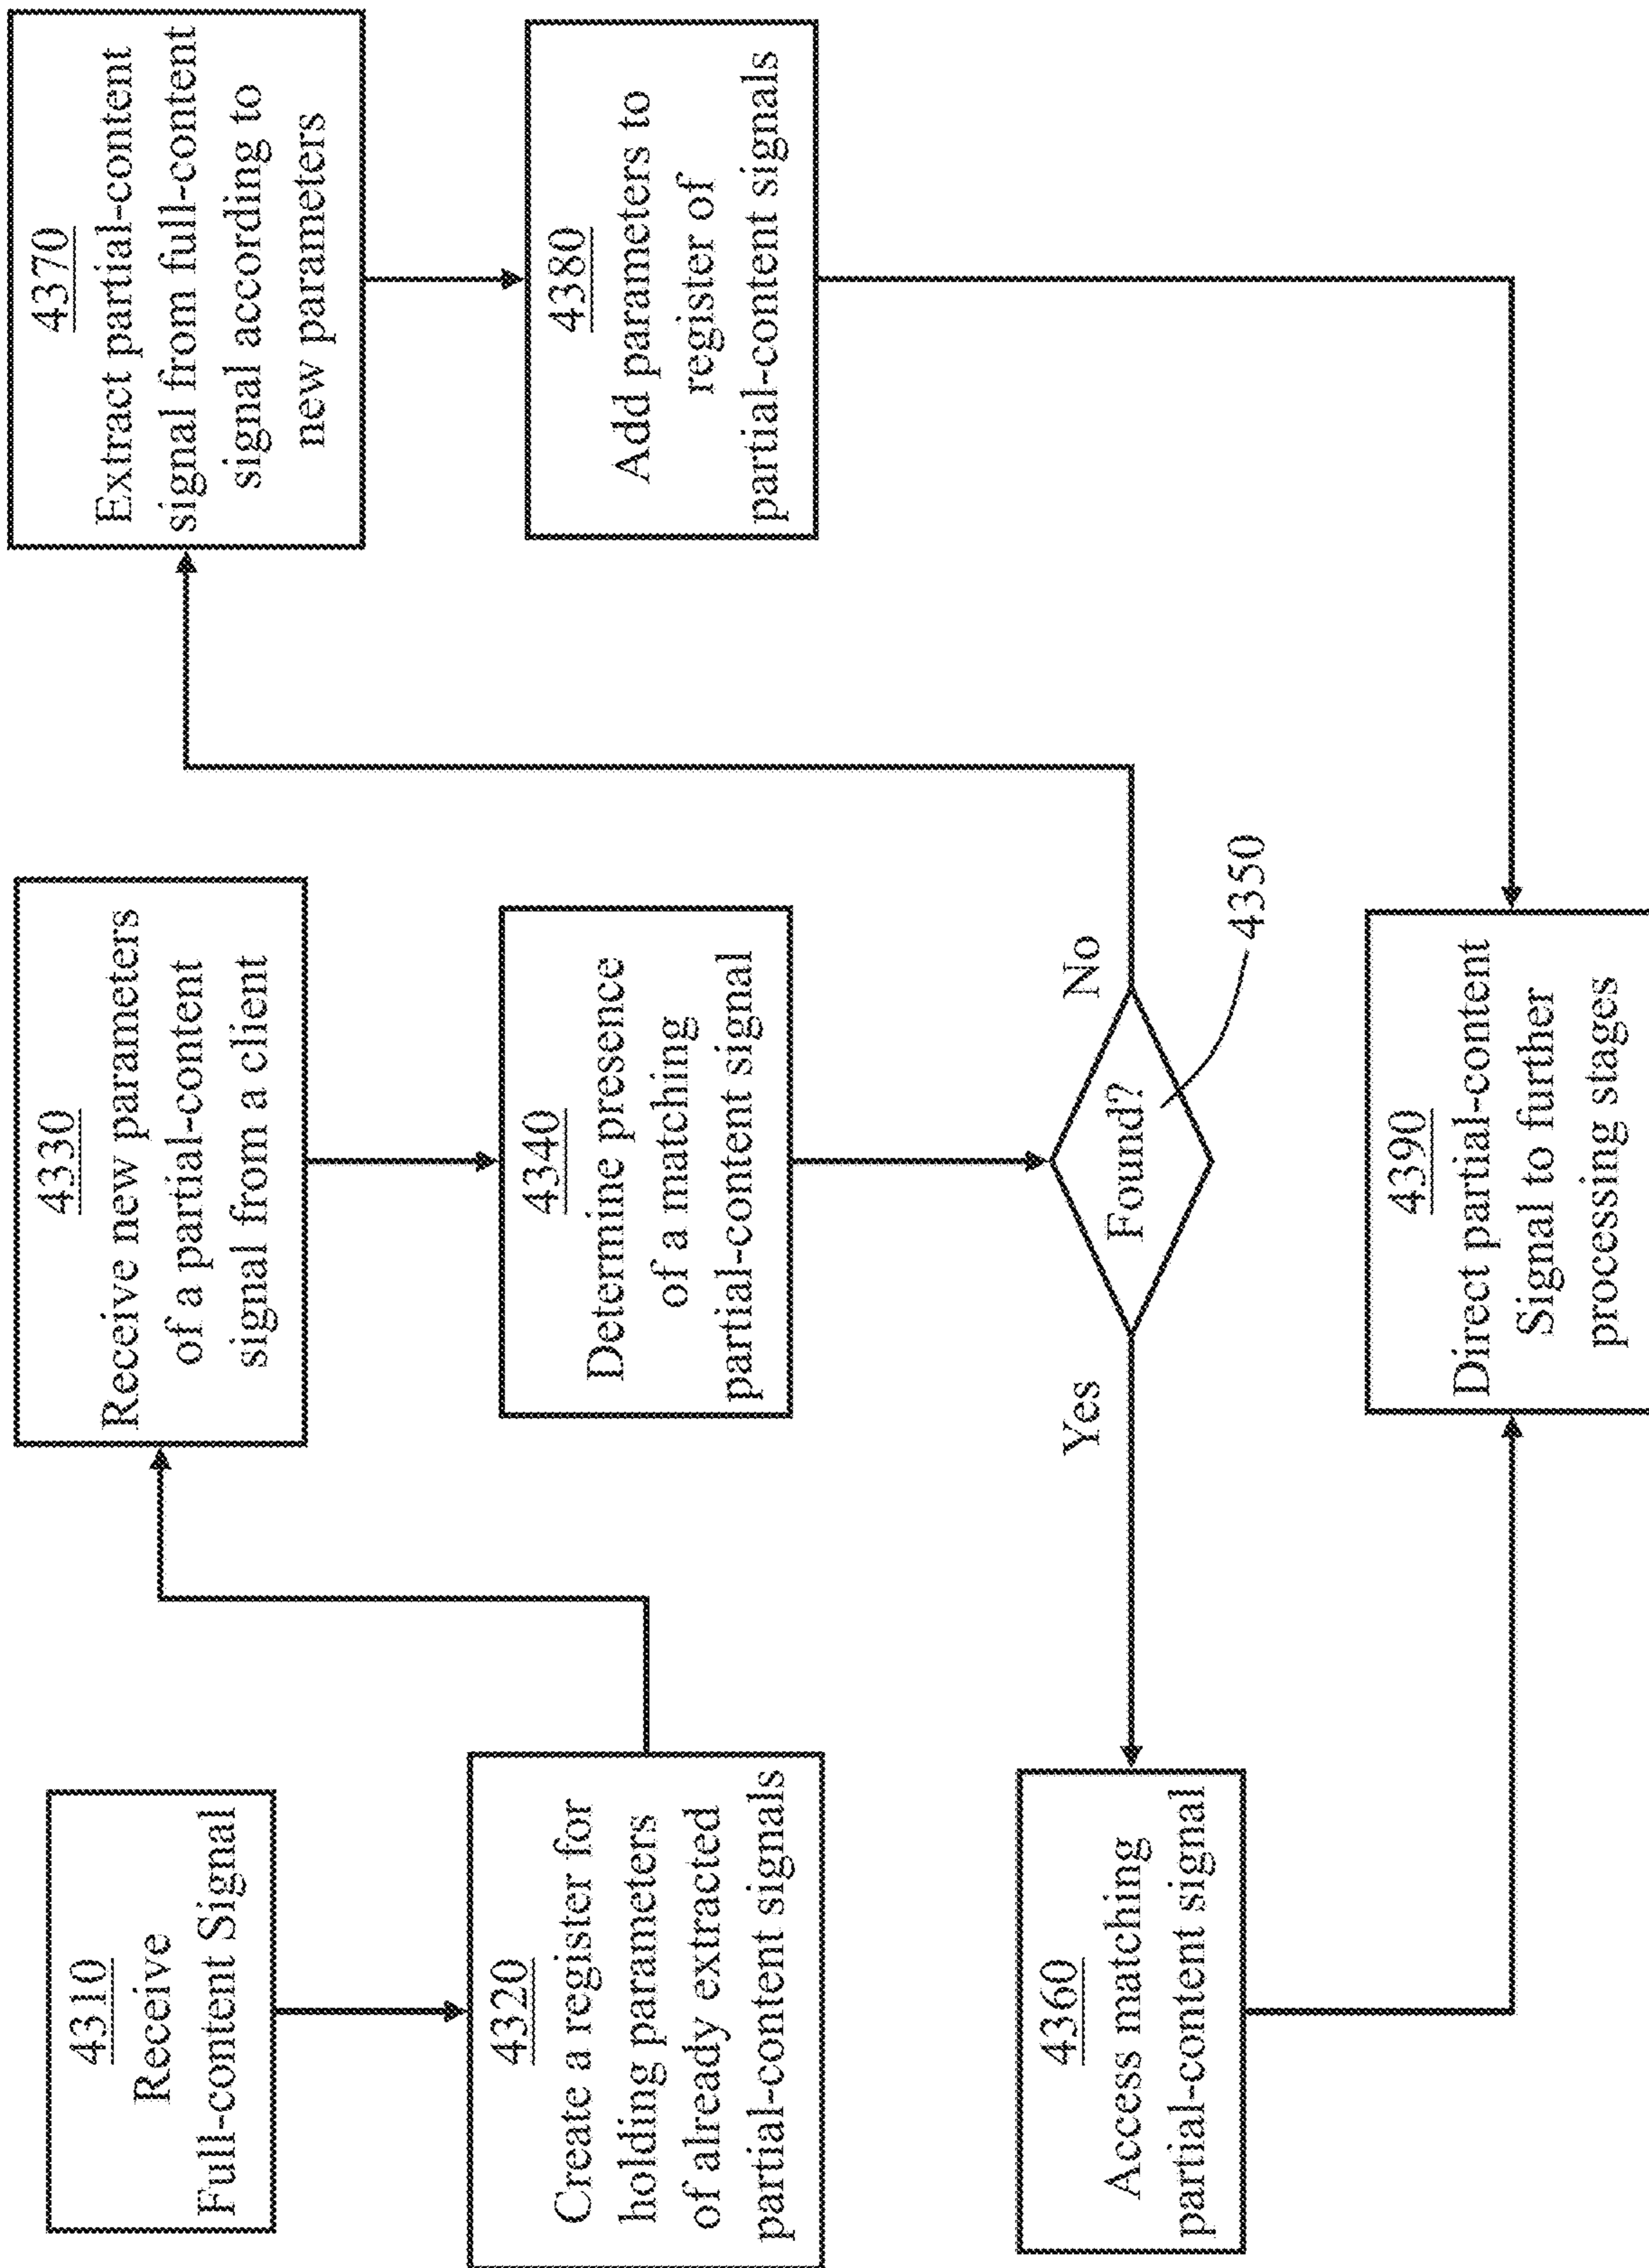 4310
Receive
Full-content Signal
4320
Create a register for
holding parameters
of already extracted
partial-content signals
4330
Receive new parameters
of a partial-content
signal from a client
4340
Determine presence
of a matching
partial-content signal
Found?
4350
Yes
No
4360
Access matching
partial-content signal
4370
Extract partial-content
signal from full-content
signal according to
new parameters
4380
Add parameters to
register of
partial-content signals
4390
Direct partial-content
Signal to further
processing stages